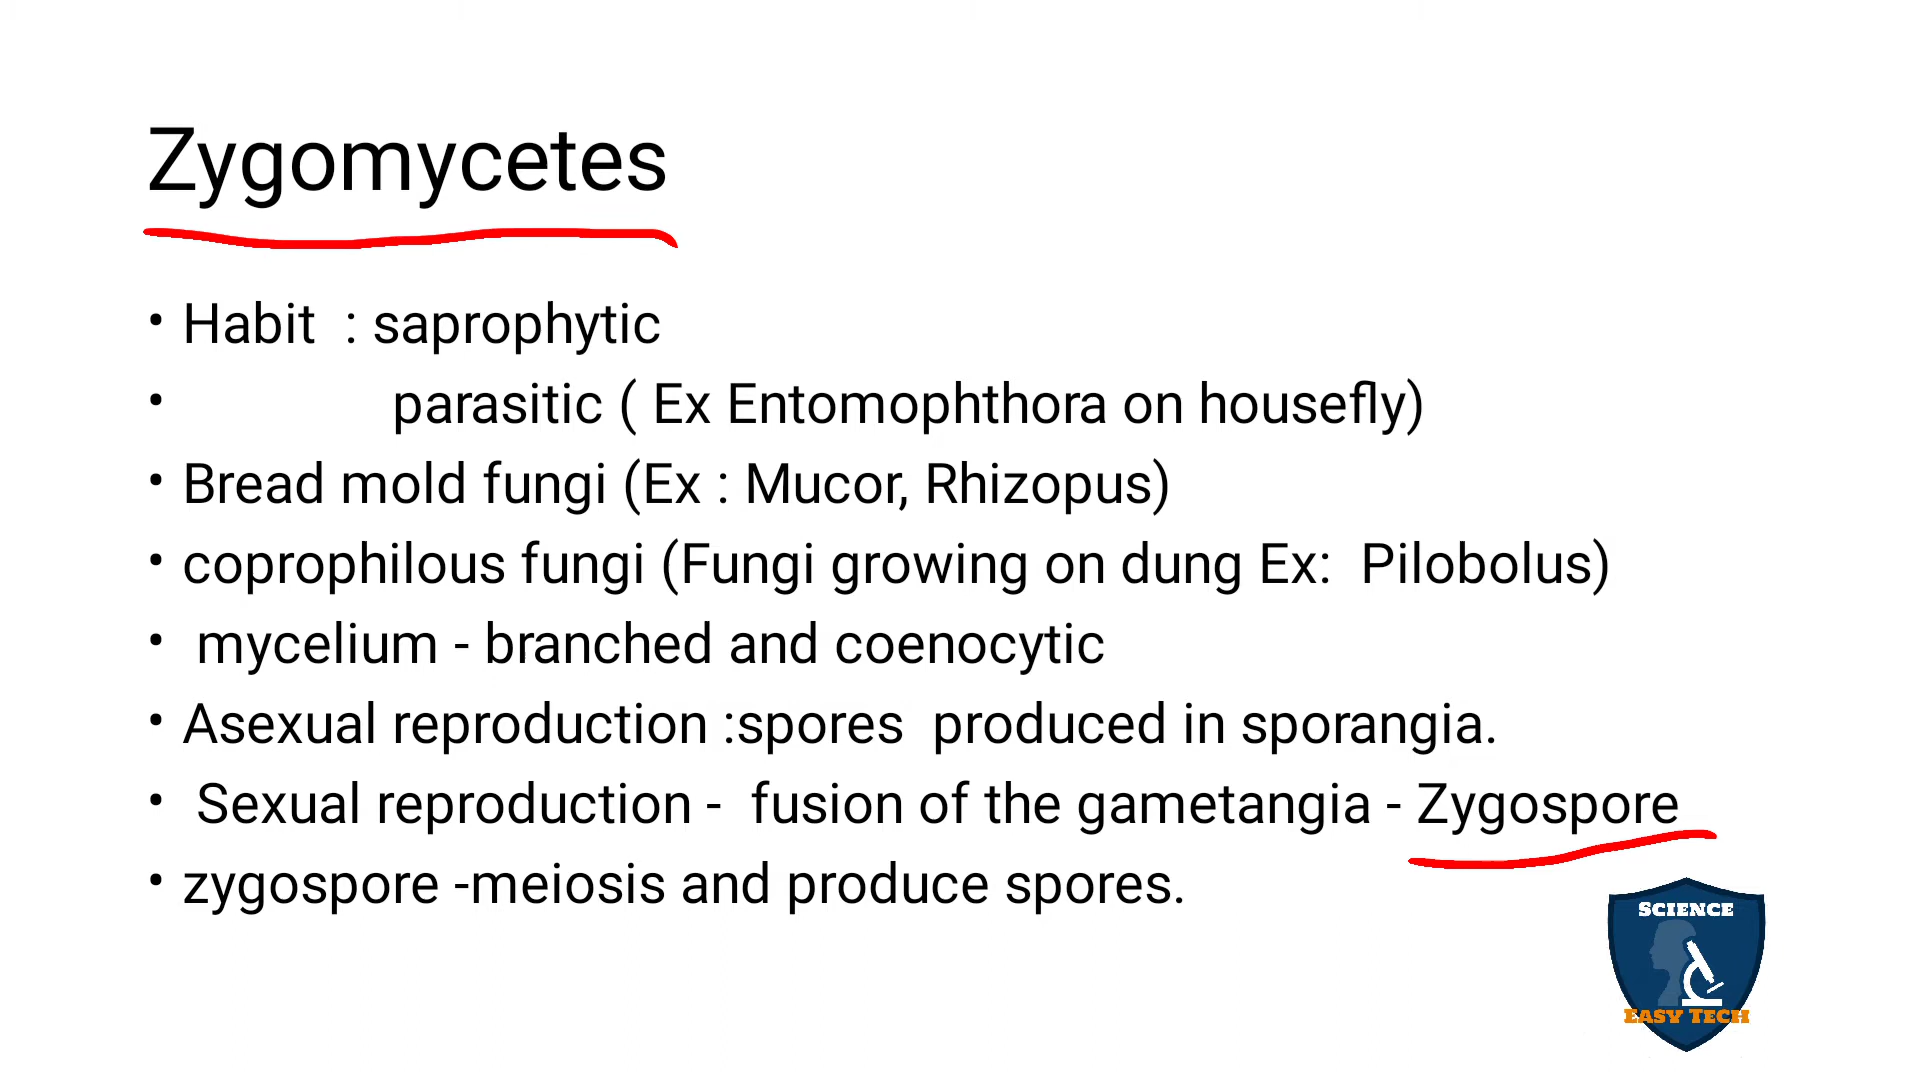 Zygomycetes
• Habit : saprophytic
• parasitic ( Ex Entomophthora on housefly)
• Bread mold fungi (Ex : Mucor, Rhizopus)
• coprophilous fungi (Fungi growing on dung Ex: Pilobolus)
• mycelium - branched and coenocytic
• Asexual reproduction :spores produced in sporangia.
• Sexual reproduction - fusion of the gametangia - Zygospore
• zygospore -meiosis and produce spores.
SCIENCE
EASY TECH